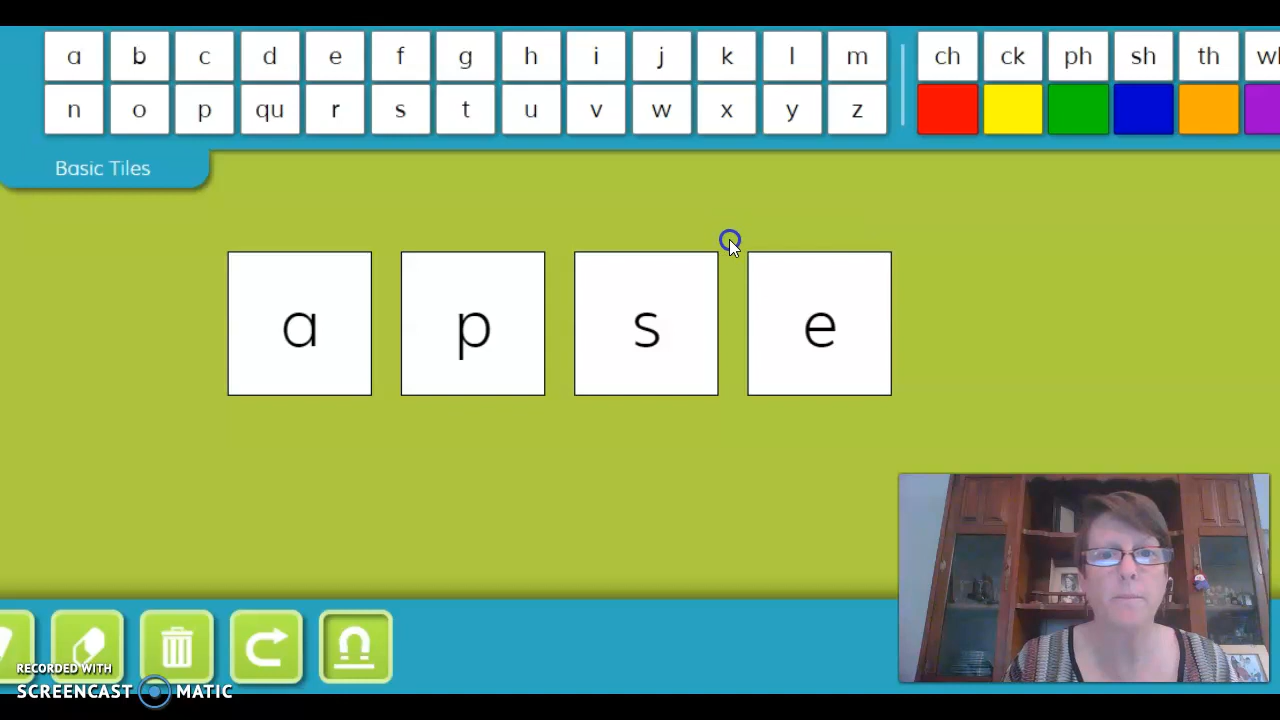 a b c d e f g h i j k l m ch ck ph sh th
n o p qu r s t u v w x y z
Basic Tiles
a p s e
RECORDED WITH
SCREENCAST MATIC